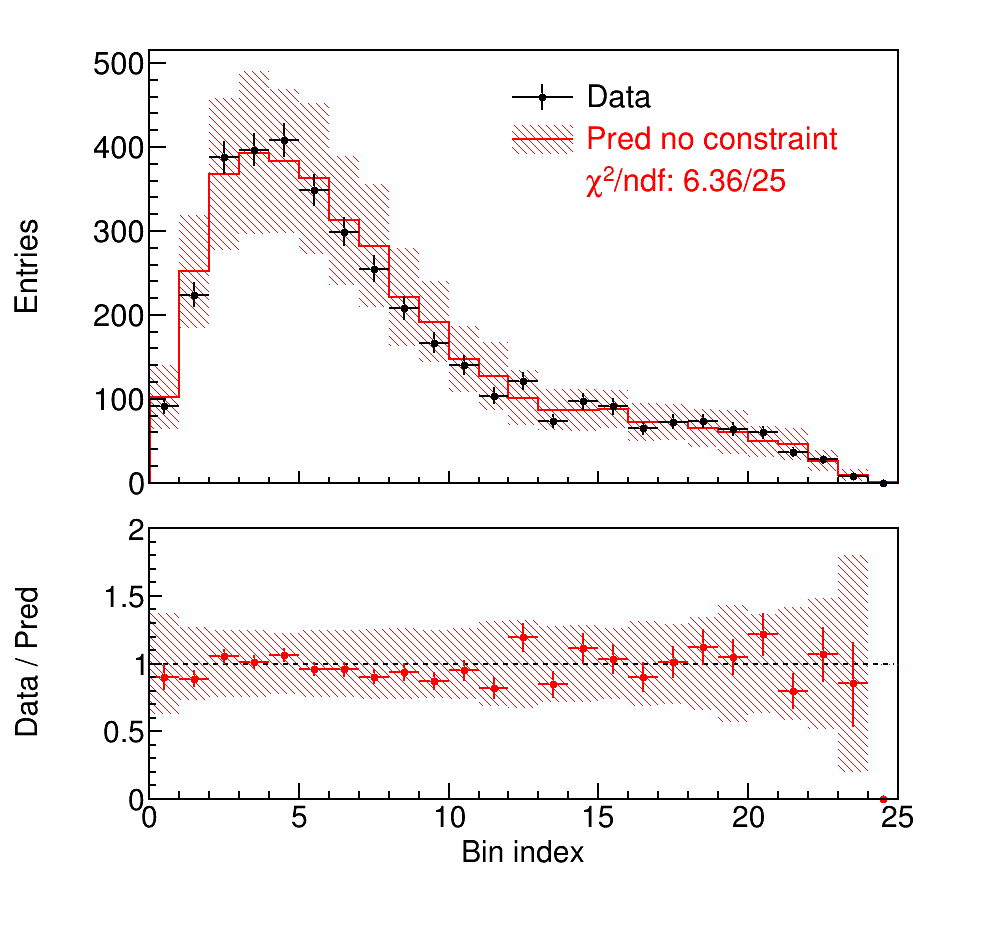 500
400
300
200
100
0
Entries
Data
Pred no constraint
χ²/ndf: 6.36/25
2
1.5
1
0.5
0
Data / Pred
0 5 10 15 20 25
Bin index